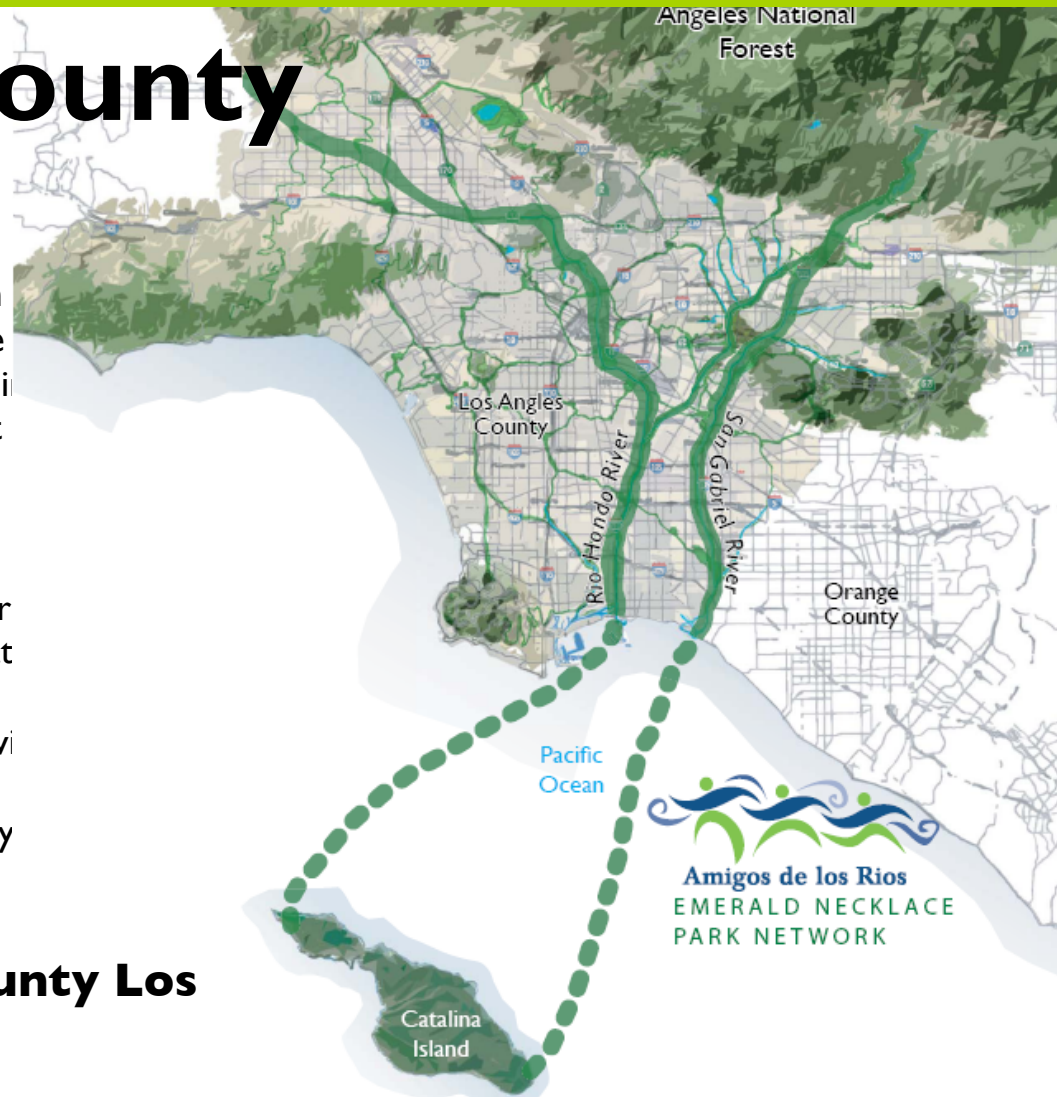 Angeles National
Forest
ounty
Los Angles
County
Rio Hondo River
San Gabriel River
Orange
County
Pacific
Ocean
Amigos de los Rios
EMERALD NECKLACE
PARK NETWORK
unty Los
Catalina
Island